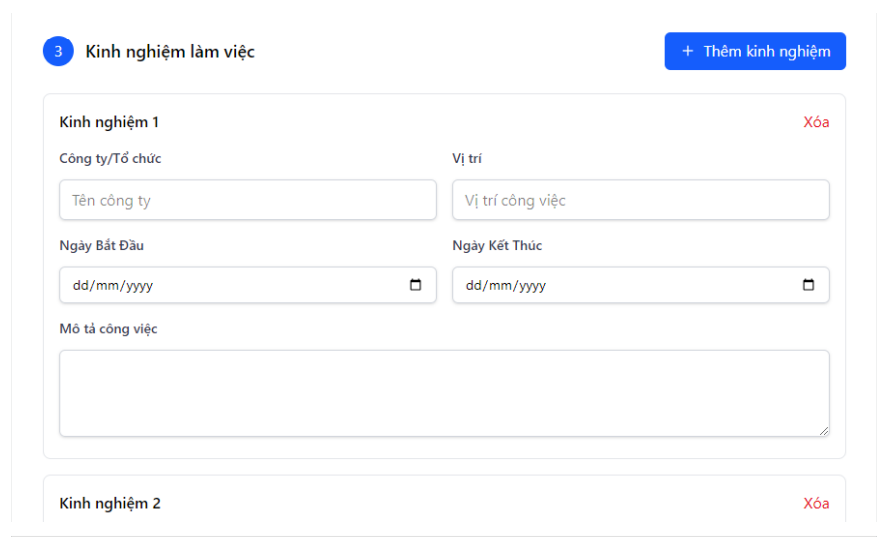 3 Kinh nghiệm làm việc + Thêm kinh nghiệm
Kinh nghiệm 1 Xóa
Công ty/Tổ chức Vị trí
Tên công ty Vị trí công việc
Ngày Bắt Đầu Ngày Kết Thúc
dd/mm/yyyy dd/mm/yyyy
Mô tả công việc
Kinh nghiệm 2 Xóa